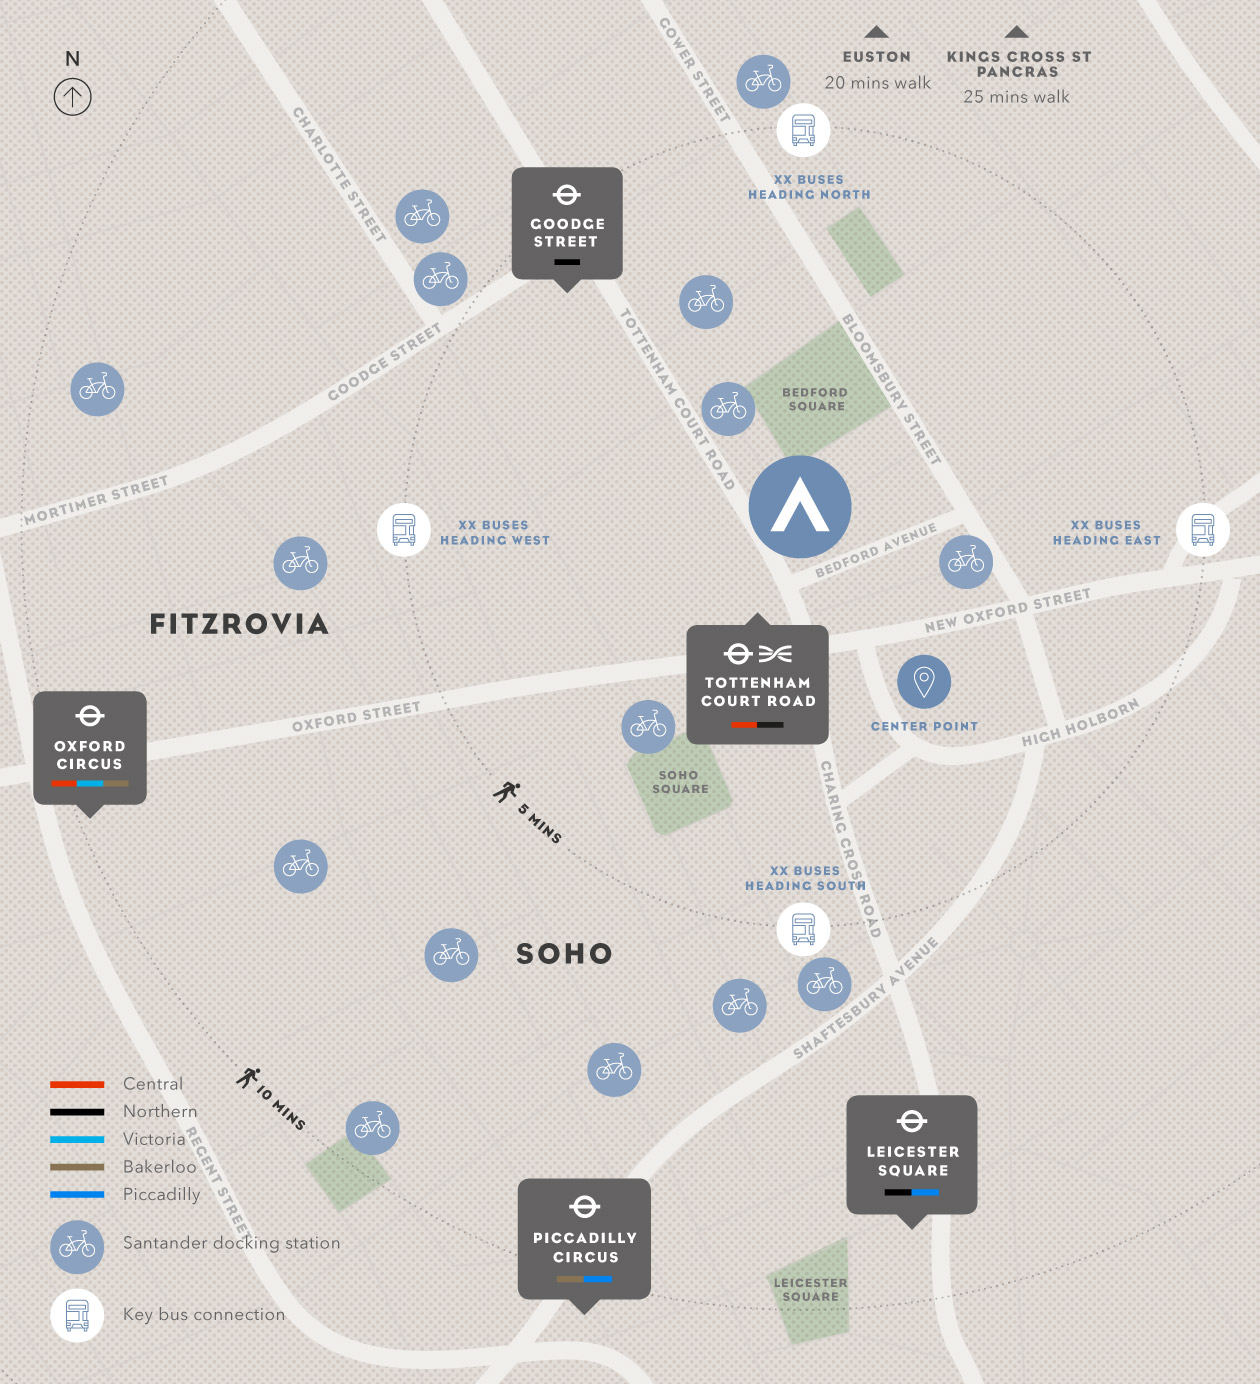 N
EUSTON
20 mins walk
KINGS CROSS ST
PANCRAS
25 mins walk
GOWER STREET
CHARLOTTE STREET
XX BUSES
HEADING NORTH
GOODGE
STREET
GOODGE STREET
TOTTENHAM COURT ROAD
BLOOMSBURY STREET
BEDFORD
SQUARE
MORTIMER STREET
XX BUSES
HEADING WEST
XX BUSES
HEADING EAST
BEDFORD AVENUE
FITZROVIA
NEW OXFORD STREET
TOTTENHAM
COURT ROAD
OXFORD STREET
CENTER POINT
HIGH HOLBORN
OXFORD
CIRCUS
SOHO
SQUARE
5 MINS
CHARING CROSS ROAD
XX BUSES
HEADING SOUTH
SOHO
SHAFTESBURY AVENUE
10 MINS
LEICESTER
SQUARE
PICCADILLY
CIRCUS
LEICESTER
SQUARE
REGENT STREET
Central
Northern
Victoria
Bakerloo
Piccadilly
Santander docking station
Key bus connection